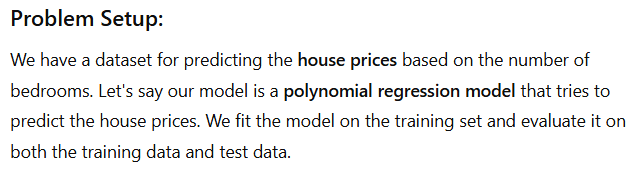 Problem Setup:
We have a dataset for predicting the house prices based on the number of
bedrooms. Let's say our model is a polynomial regression model that tries to
predict the house prices. We fit the model on the training set and evaluate it on
both the training data and test data.